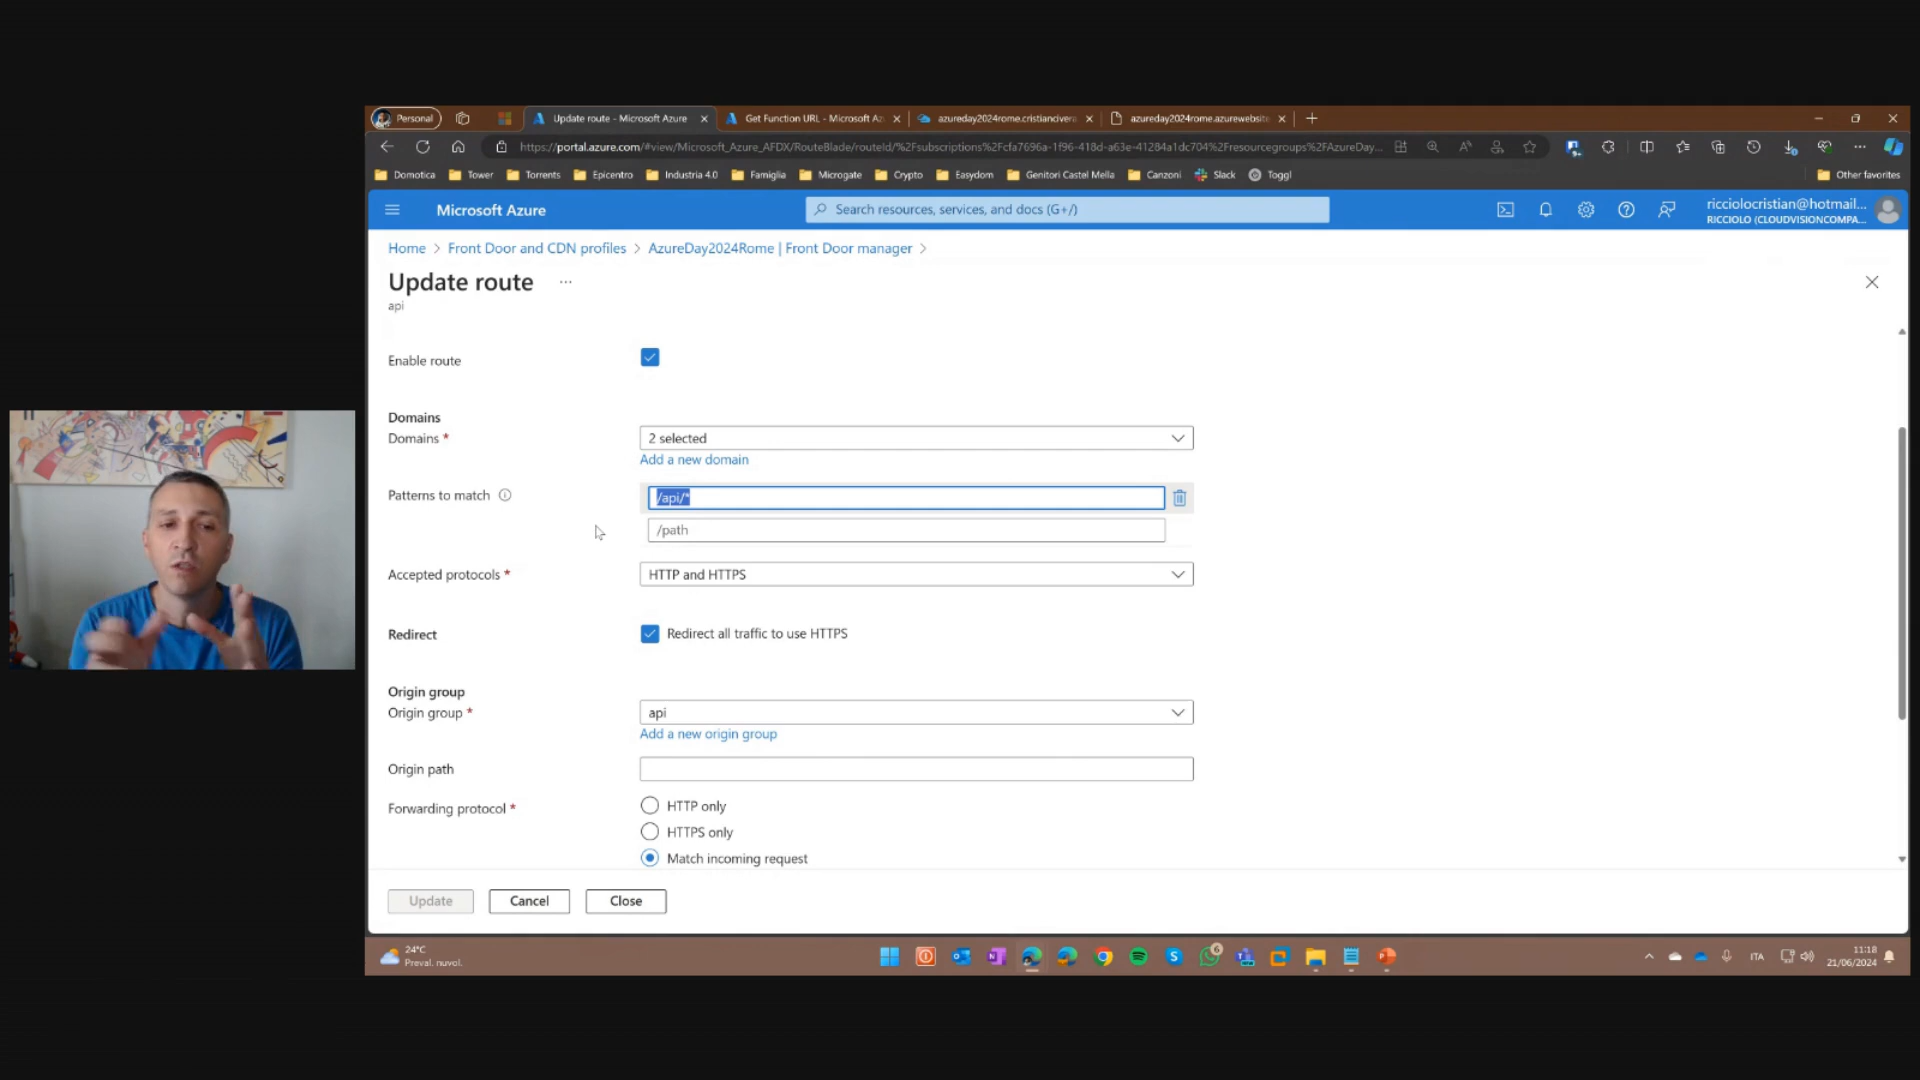 Personal
Update route - Microsoft Azure
Get Function URL - Microsoft Az
azureday2024rome.cristiancivera
azureday2024rome.azurewebsite
https://portal.azure.com/#view/Microsoft_Azure_AFDX/RouteBlade/routeId/%2Fsubscriptions%2Fcfa7696a-1f96-418d-a63e-41284a1dc704%2Fresourcegroups%2FAzureDay...
Domotica
Tower
Torrents
Epicentro
Industria 4.0
Famiglia
Microgate
Crypto
Easydom
Genitori Castel Mella
Canzoni
Slack
Toggl
Other favorites
Microsoft Azure
Search resources, services, and docs (G+/)
ricciolocristian@hotmail...
RICCIOLO (CLOUDVISIONCOMPA...
Home > Front Door and CDN profiles > AzureDay2024Rome | Front Door manager >
Update route ...
api
Enable route
Domains
Domains *
2 selected
Add a new domain
Patterns to match
/api/*
/path
Accepted protocols *
HTTP and HTTPS
Redirect
Redirect all traffic to use HTTPS
Origin group
Origin group *
api
Add a new origin group
Origin path
Forwarding protocol *
HTTP only
HTTPS only
Match incoming request
Update
Cancel
Close
24°C
Preval. nuvol.
6
ITA
11:18
21/06/2024